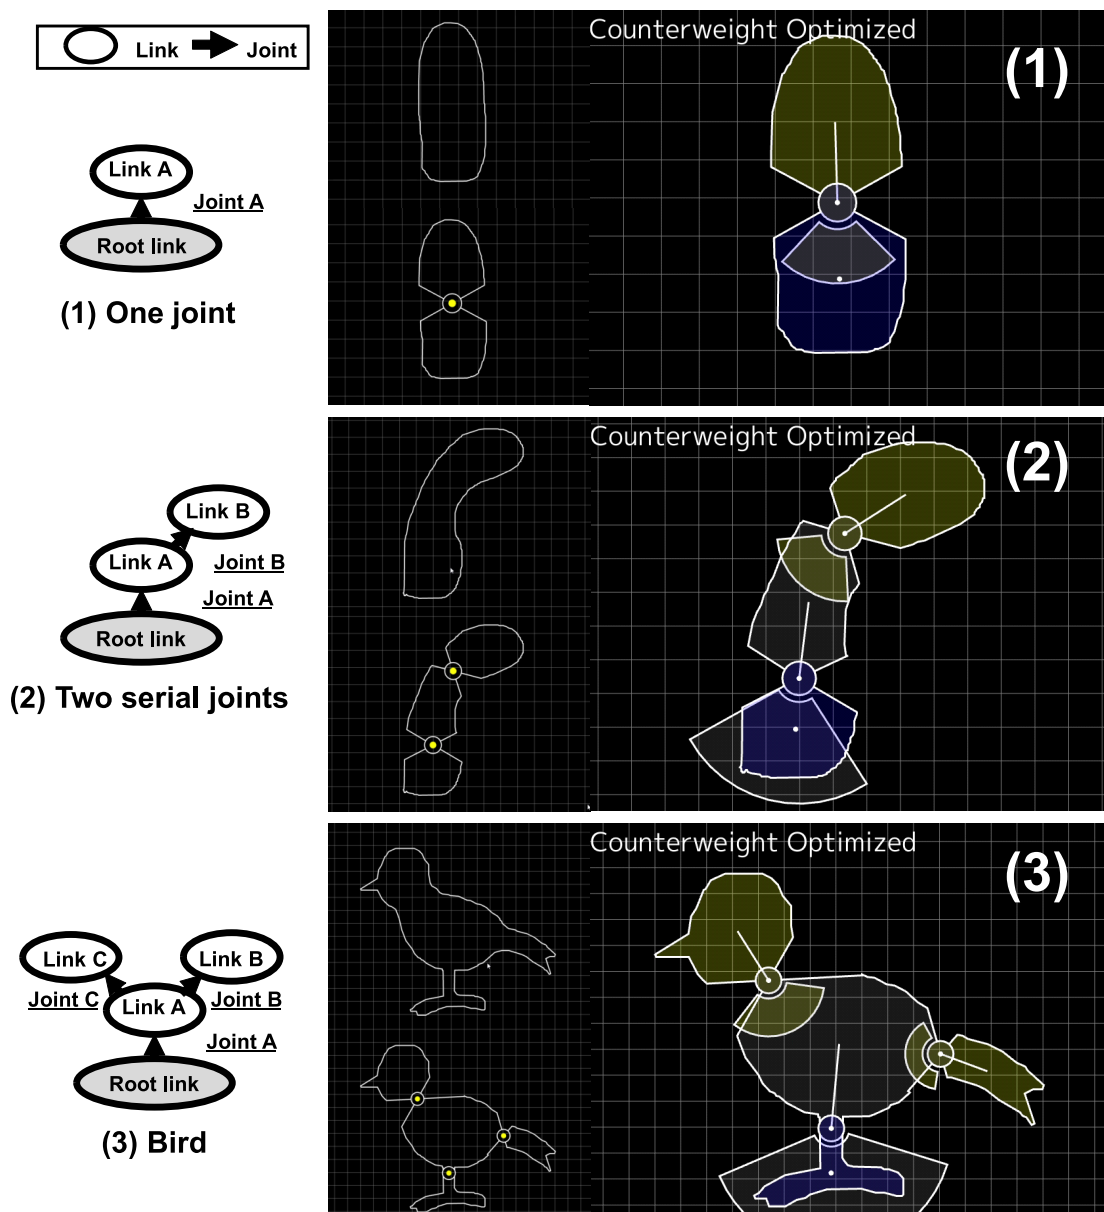 Link Joint
Link A
Joint A
Root link
(1) One joint
Counterweight Optimized
(1)
Link B
Link A
Joint B
Joint A
Root link
(2) Two serial joints
Counterweight Optimized
(2)
Link C
Link B
Joint C
Link A
Joint B
Joint A
Root link
(3) Bird
Counterweight Optimized
(3)